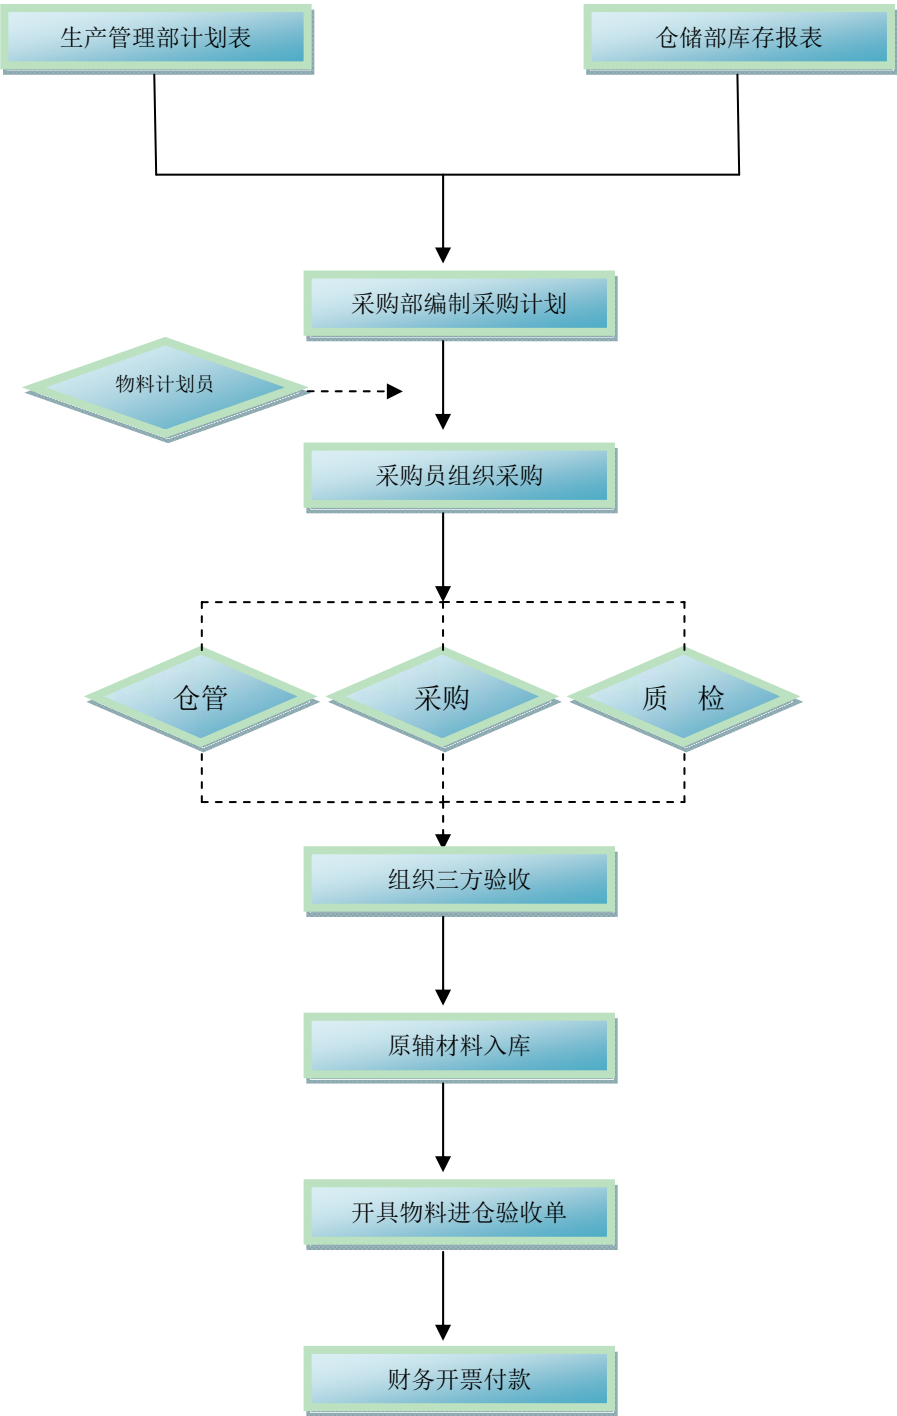 生产管理部计划表
仓储部库存报表
采购部编制采购计划
物料计划员
采购员组织采购
仓管
采购
质 检
组织三方验收
原辅材料入库
开具物料进仓验收单
财务开票付款